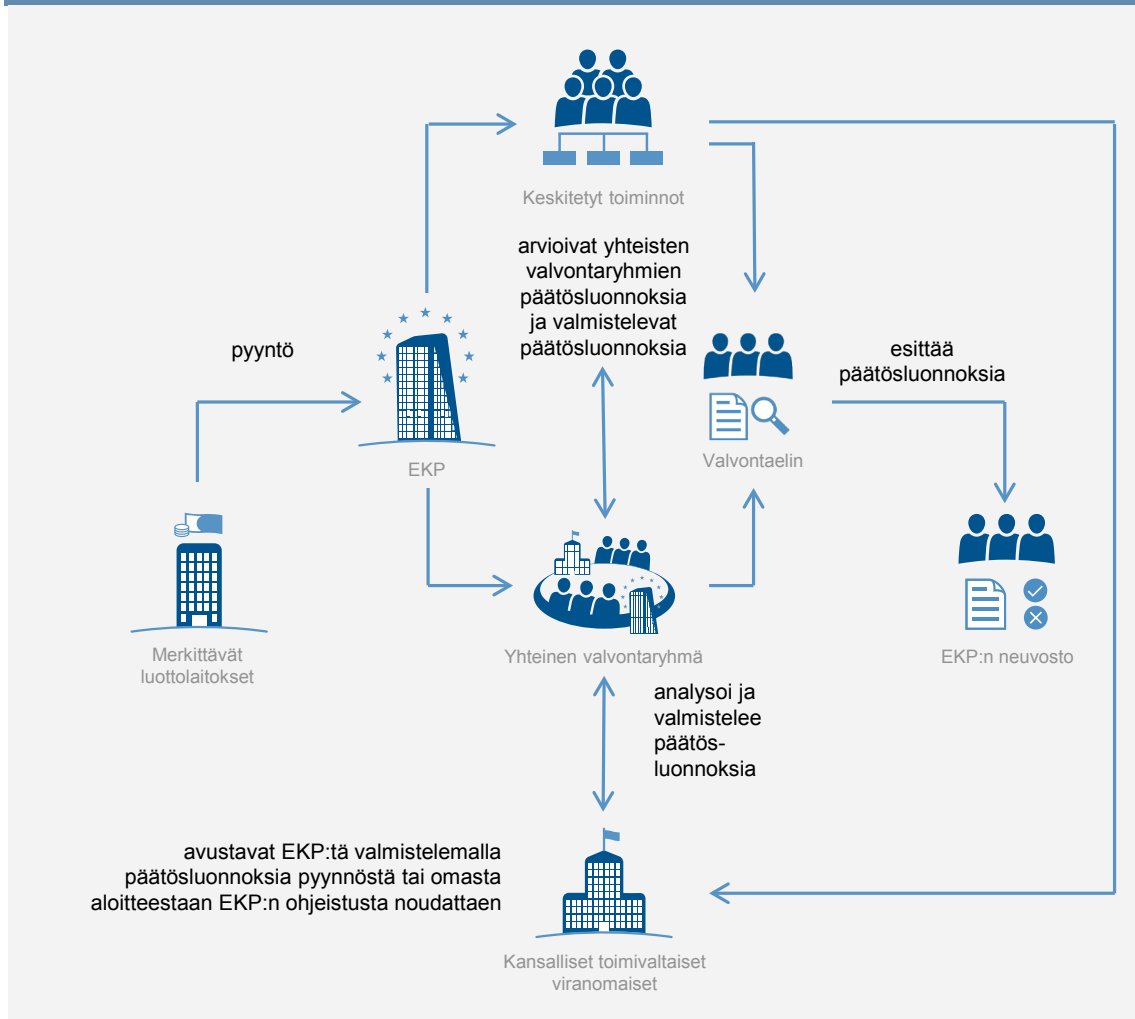 Keskitetyt toiminnot
arvioivat yhteisten
valvontaryhmien
päätösluonnoksia
ja valmistelevat
päätösluonnoksia
pyyntö
esittää
päätösluonnoksia
EKP
Valvontaelin
Merkittävät
luottolaitokset
Yhteinen valvontaryhmä
EKP:n neuvosto
analysoi ja
valmistelee
päätös-
luonnoksia
avustavat EKP:tä valmistelemalla
päätösluonnoksia pyynnöstä tai omasta
aloitteestaan EKP:n ohjeistusta noudattaen
Kansalliset toimivaltaiset
viranomaiset